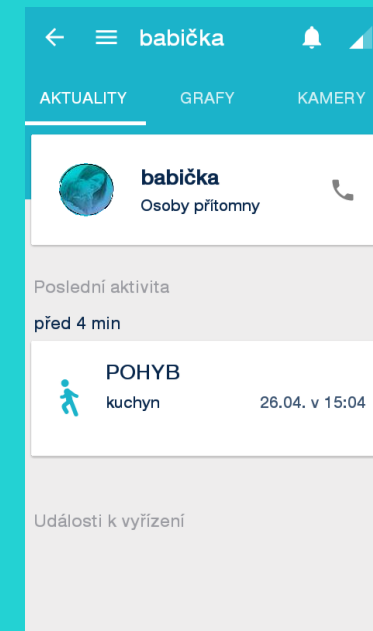 babička
AKTUALITY GRAFY KAMERY
babička
Osoby přítomny
Poslední aktivita
před 4 min
POHYB
kuchyn 26.04. v 15:04
Události k vyřízení